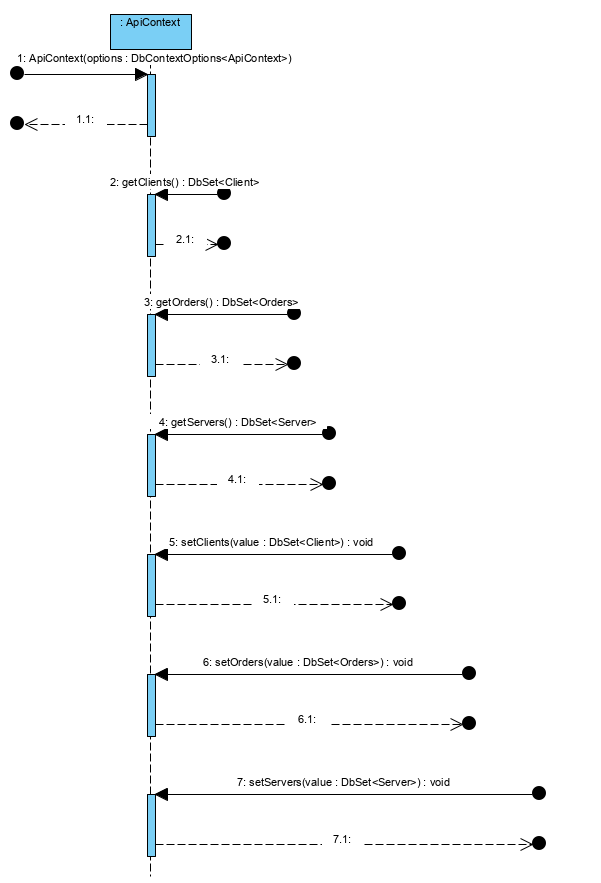 : ApiContext
1: ApiContext(options : DbContextOptions<ApiContext>)
1.1:
2: getClients() : DbSet<Client>
2.1:
3: getOrders() : DbSet<Orders>
3.1:
4: getServers() : DbSet<Server>
4.1:
5: setClients(value : DbSet<Client>) : void
5.1:
6: setOrders(value : DbSet<Orders>) : void
6.1:
7: setServers(value : DbSet<Server>) : void
7.1: